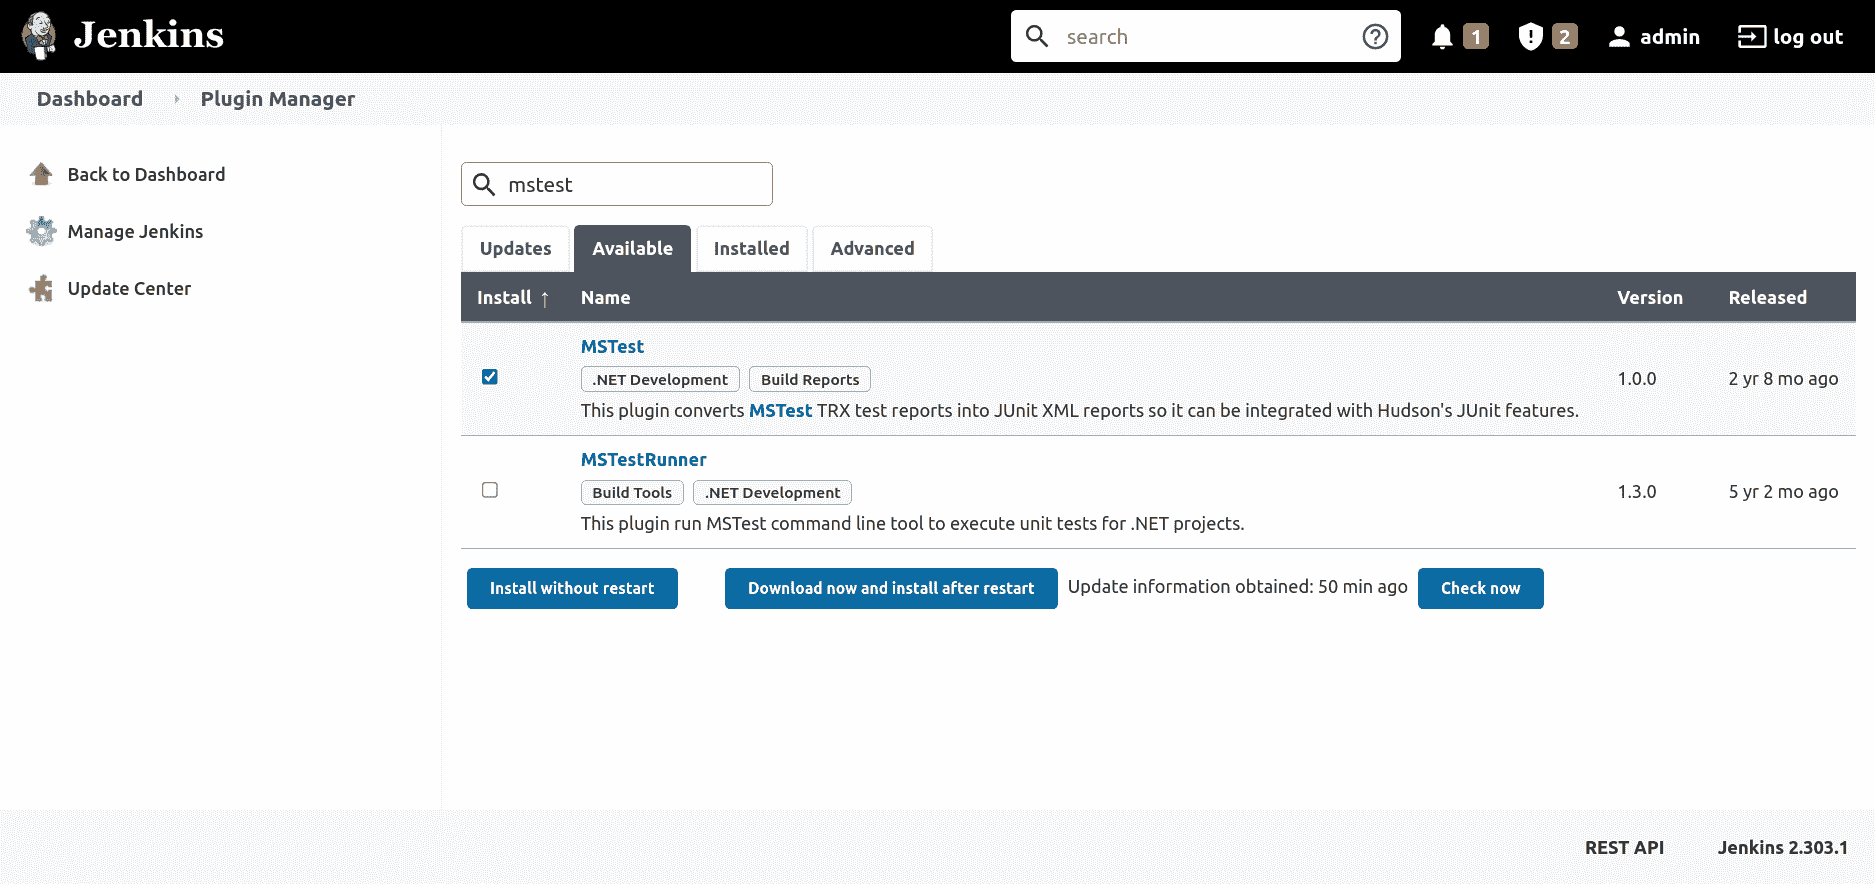 Jenkins
search
1
2
admin
log out
Dashboard
Plugin Manager
Back to Dashboard
Manage Jenkins
Update Center
mstest
Updates
Available
Installed
Advanced
Install ↑
Name
Version
Released
MSTest
.NET Development
Build Reports
This plugin converts MSTest TRX test reports into JUnit XML reports so it can be integrated with Hudson's JUnit features.
1.0.0
2 yr 8 mo ago
MSTestRunner
Build Tools
.NET Development
This plugin run MSTest command line tool to execute unit tests for .NET projects.
1.3.0
5 yr 2 mo ago
Install without restart
Download now and install after restart
Update information obtained: 50 min ago
Check now
REST API
Jenkins 2.303.1